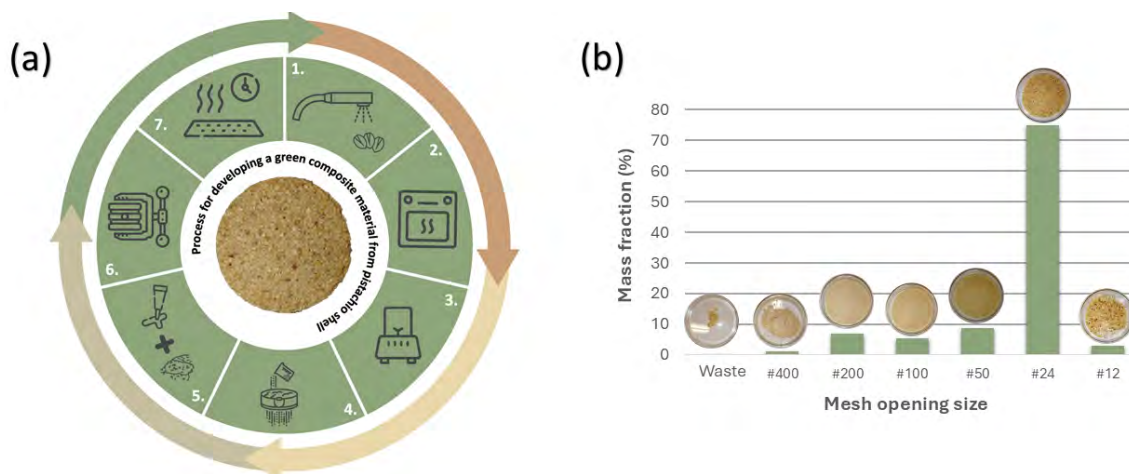 (a)
1.
2.
3.
4.
5.
6.
7.
Process for developing a green composite material from pistachio shell
(b)
Mass fraction (%)
80
70
60
50
40
30
20
10
0
Waste #400 #200 #100 #50 #24 #12
Mesh opening size